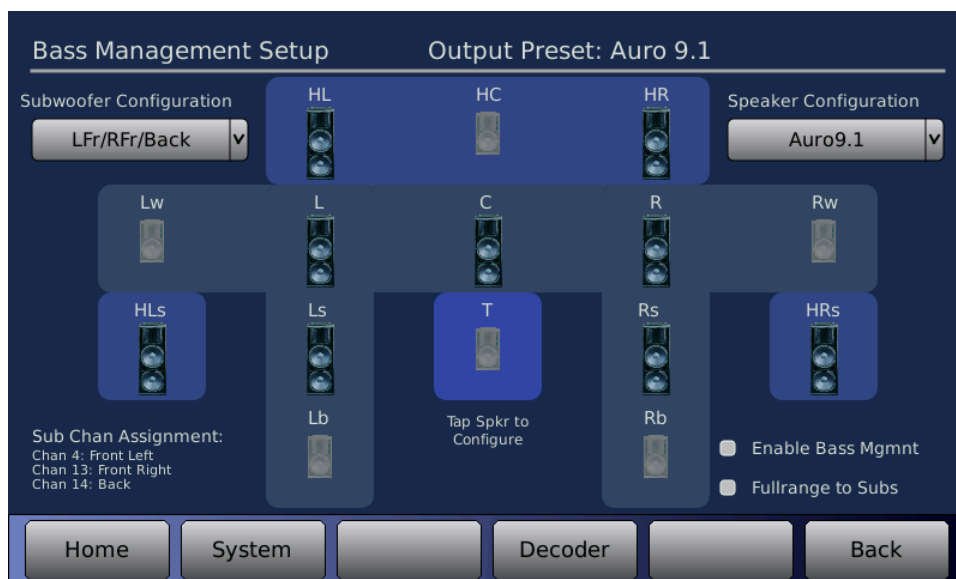 Bass Management Setup Output Preset: Auro 9.1
Subwoofer Configuration
LFr/RFr/Back
HL HC HR
Speaker Configuration
Auro9.1
Lw L C R Rw
HLs Ls T Rs HRs
Lb Rb
Tap Spkr to
Configure
Sub Chan Assignment:
Chan 4: Front Left
Chan 13: Front Right
Chan 14: Back
Enable Bass Mgmnt
Fullrange to Subs
Home System Decoder Back